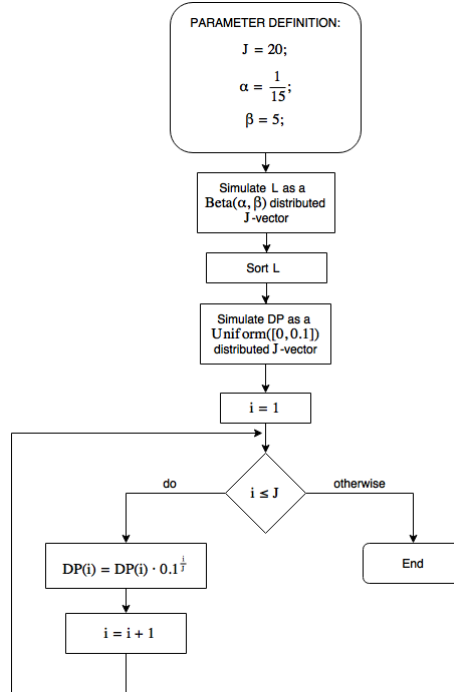 PARAMETER DEFINITION:
J = 20;
α = 1/15;
β = 5;
Simulate L as a
Beta(α, β) distributed
J-vector
Sort L
Simulate DP as a
Uniform([0, 0.1])
distributed J-vector
i = 1
i ≤ J
do
otherwise
DP(i) = DP(i) · 0.1^(i/J)
End
i = i + 1